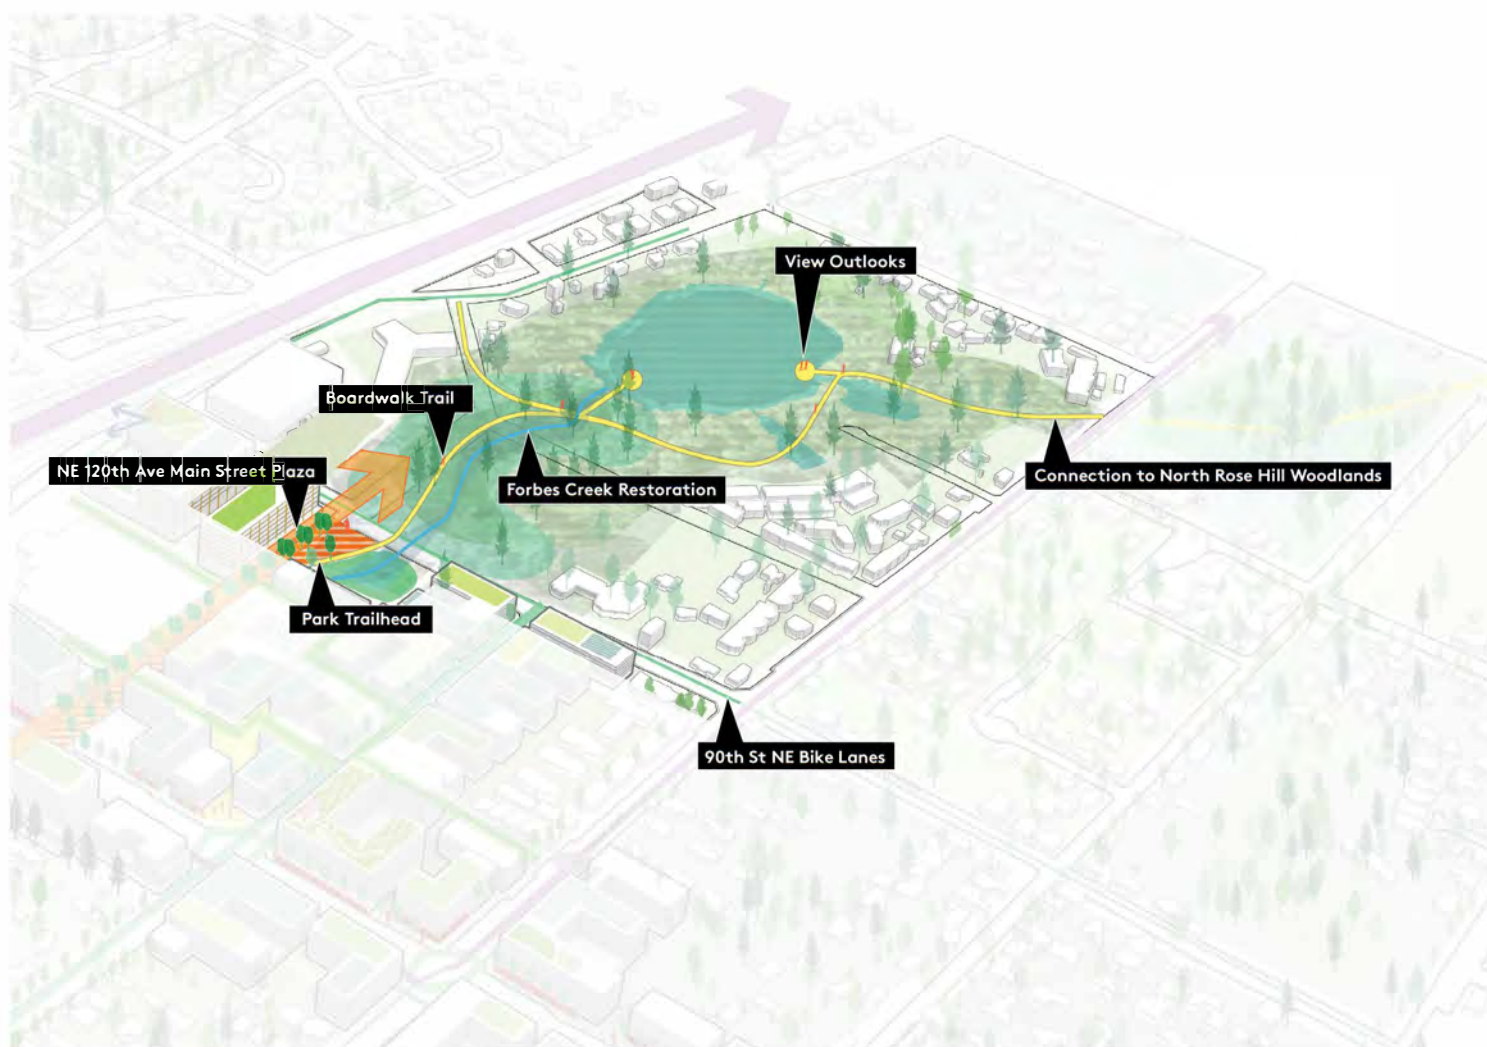 View Outlooks
Boardwalk Trail
NE 120th Ave Main Street Plaza
Connection to North Rose Hill Woodlands
Forbes Creek Restoration
Park Trailhead
90th St NE Bike Lanes